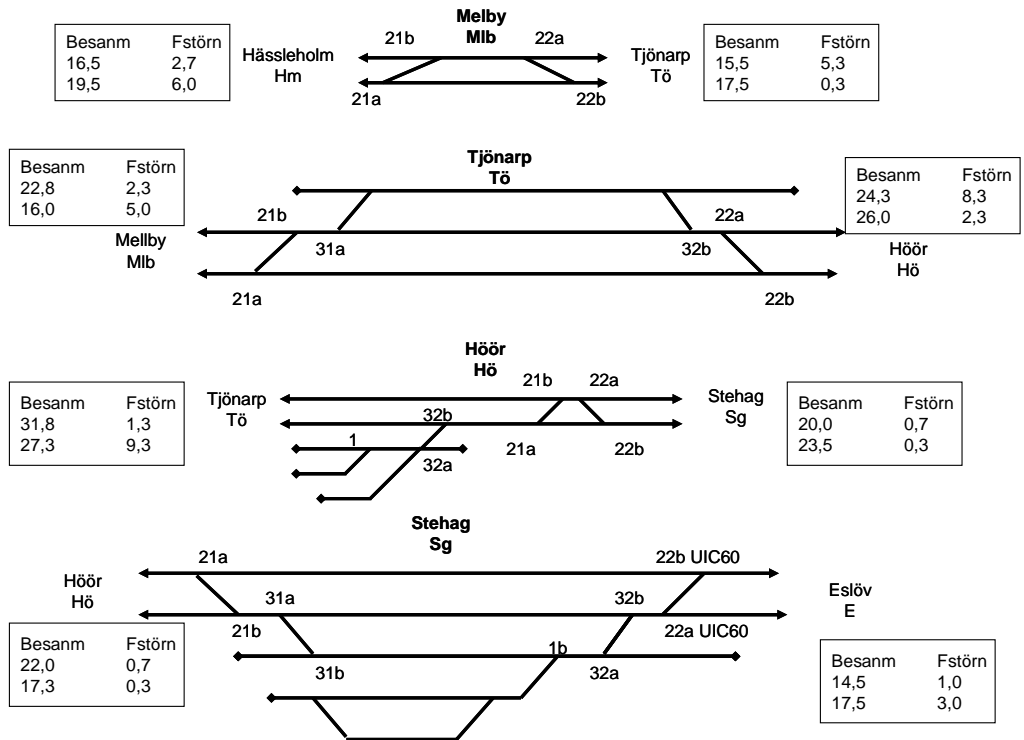 Melby
Mlb
Besanm Fstörn
16,5 2,7
19,5 6,0
Hässleholm
Hm
21b
22a
21a
22b
Tjönarp
Tö
Besanm Fstörn
15,5 5,3
17,5 0,3
Tjönarp
Tö
Besanm Fstörn
22,8 2,3
16,0 5,0
Mellby
Mlb
21b
31a
21a
22a
32b
22b
Besanm Fstörn
24,3 8,3
26,0 2,3
Höör
Hö
Höör
Hö
Besanm Fstörn
31,8 1,3
27,3 9,3
Tjönarp
Tö
21b
22a
32b
1
32a
21a
22b
Stehag
Sg
Besanm Fstörn
20,0 0,7
23,5 0,3
Stehag
Sg
Höör
Hö
Besanm Fstörn
22,0 0,7
17,3 0,3
21a
22b UIC60
31a
32b
21b
22a UIC60
31b
1b
32a
Eslöv
E
Besanm Fstörn
14,5 1,0
17,5 3,0